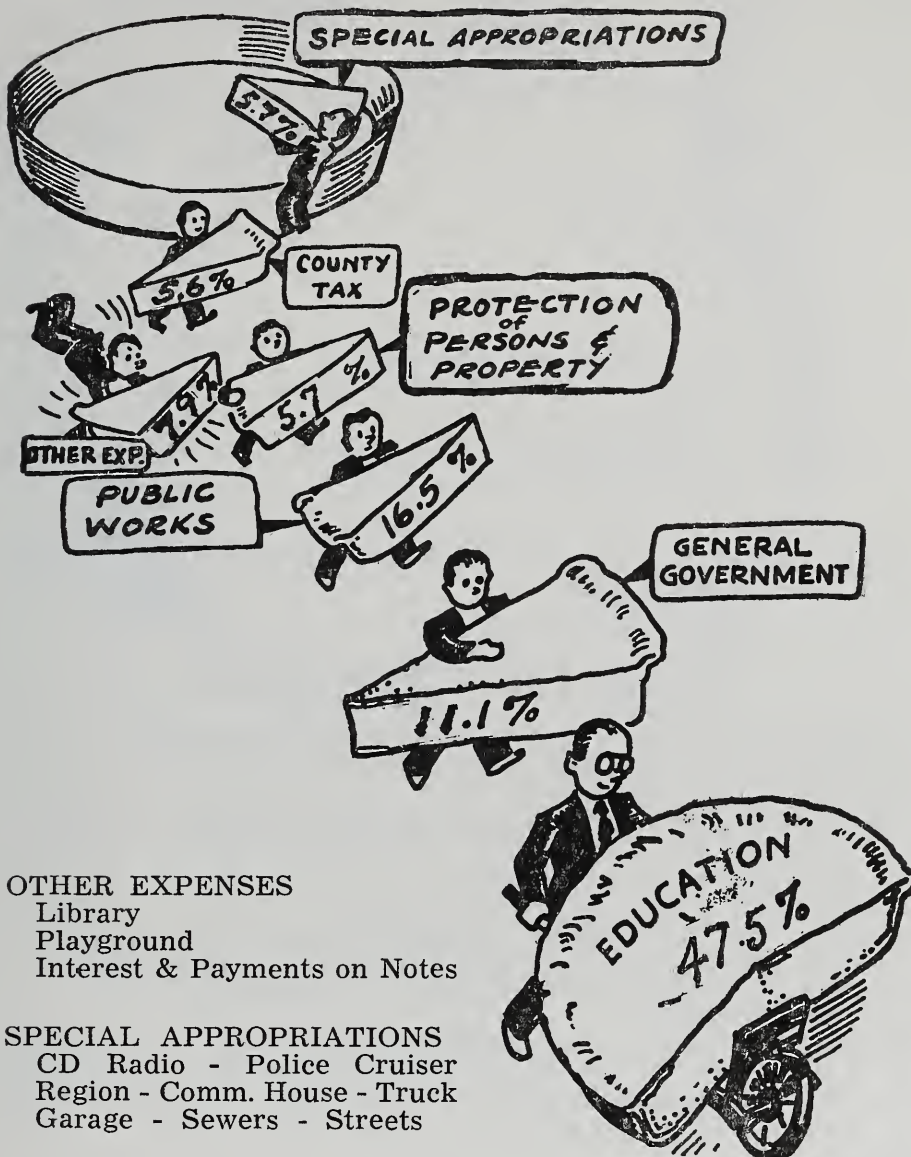 SPECIAL APPROPRIATIONS
5.7%
5.6%
COUNTY
TAX
PROTECTION
of
PERSONS &
PROPERTY
7.9%
5.7 %
OTHER EXP.
PUBLIC
WORKS
16.5 %
GENERAL
GOVERNMENT
11.1%
EDUCATION
47.5%
OTHER EXPENSES
Library
Playground
Interest & Payments on Notes
SPECIAL APPROPRIATIONS
CD Radio - Police Cruiser
Region - Comm. House - Truck
Garage - Sewers - Streets